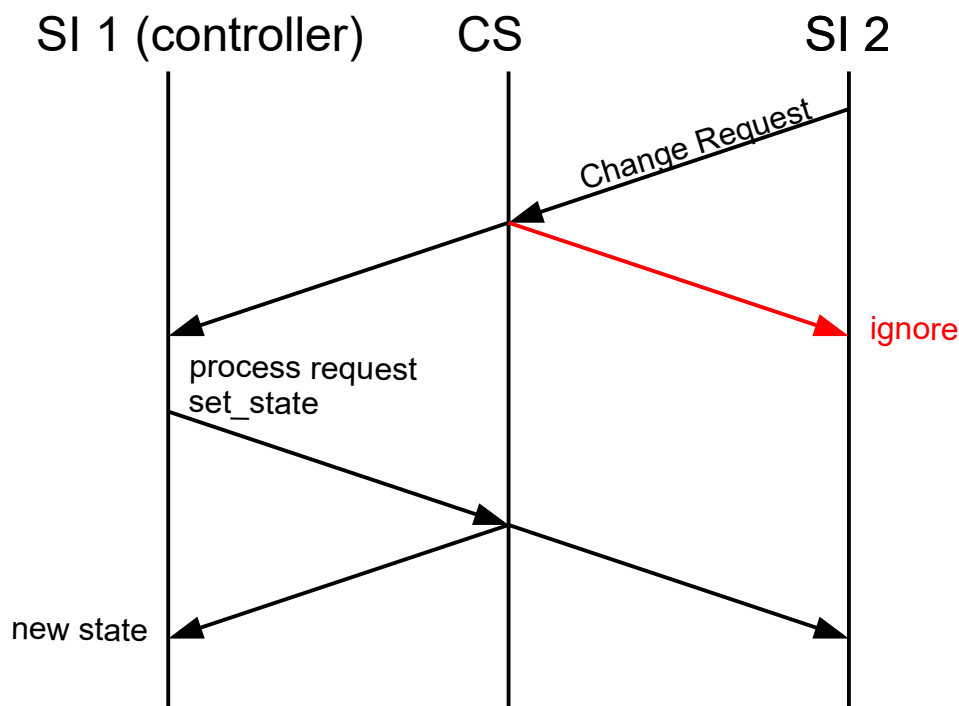 SI 1 (controller) CS SI 2
Change Request
ignore
process request
set_state
new state